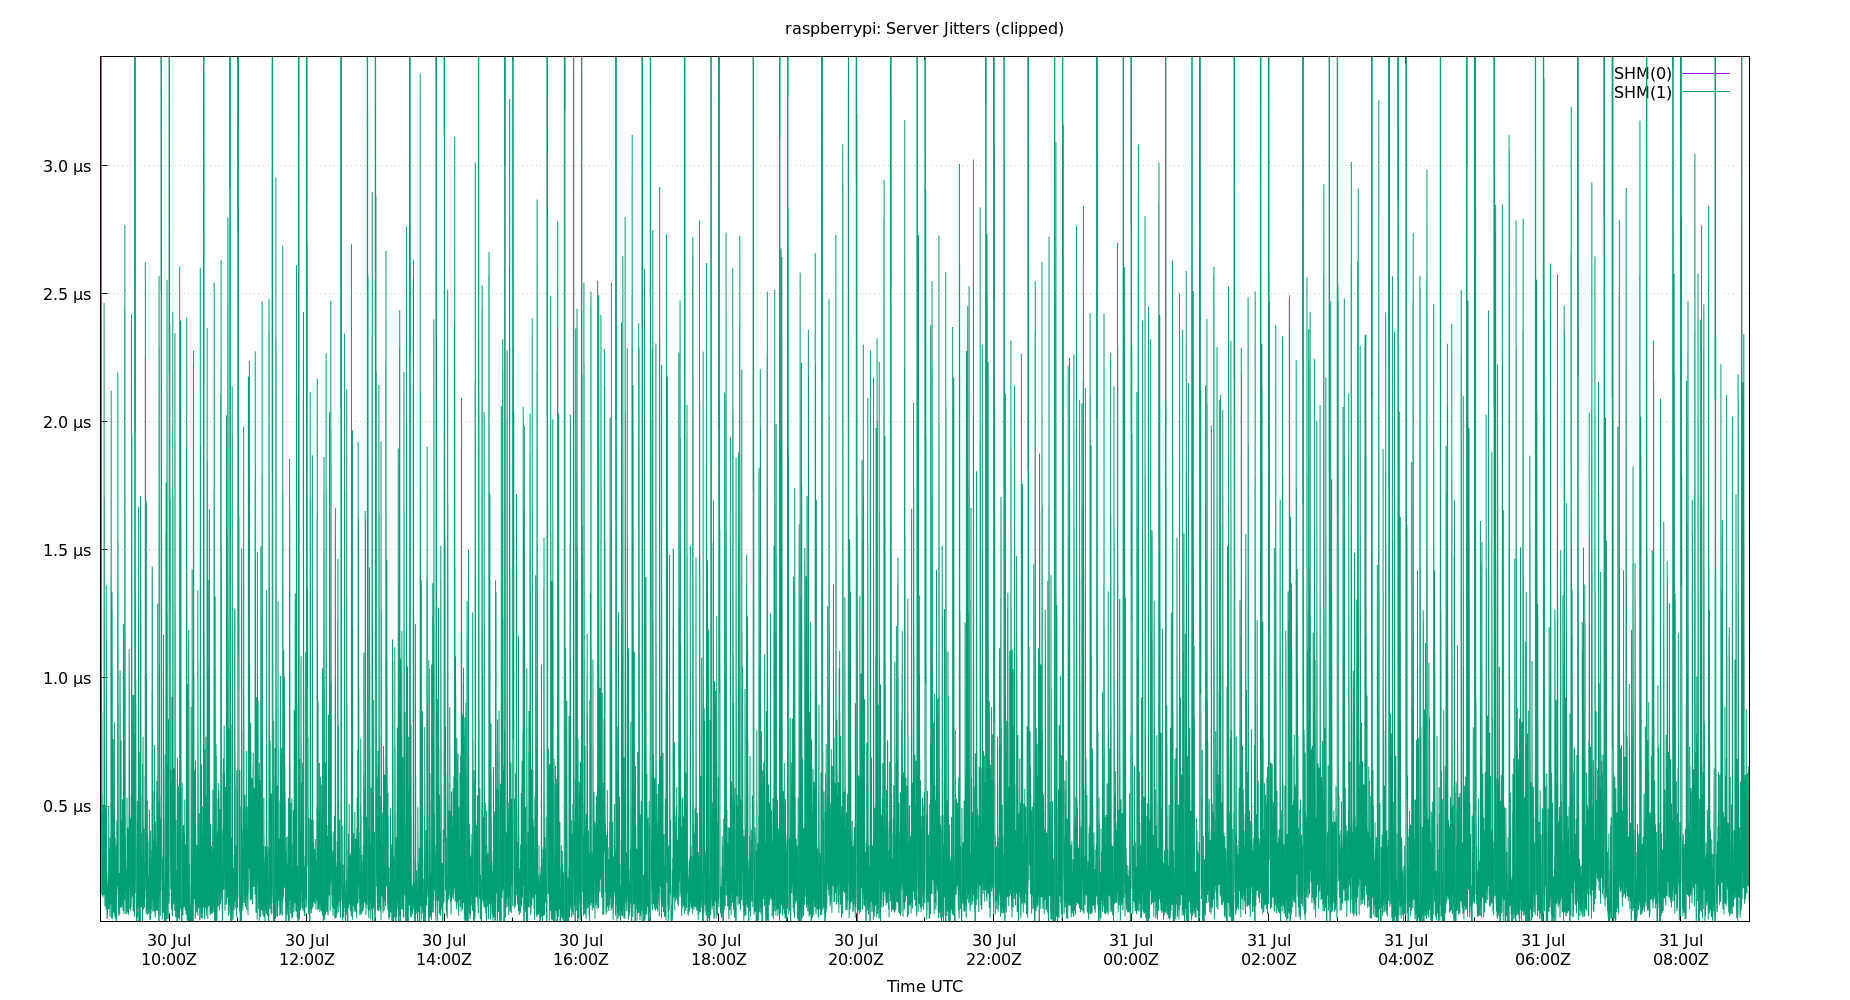 raspberrypi: Server Jitters (clipped)
SHM(0)
SHM(1)
3.0 µs
2.5 µs
2.0 µs
1.5 µs
1.0 µs
0.5 µs
30 Jul 30 Jul 30 Jul 30 Jul 30 Jul 30 Jul 30 Jul 31 Jul 31 Jul 31 Jul 31 Jul 31 Jul
10:00Z 12:00Z 14:00Z 16:00Z 18:00Z 20:00Z 22:00Z 00:00Z 02:00Z 04:00Z 06:00Z 08:00Z
Time UTC